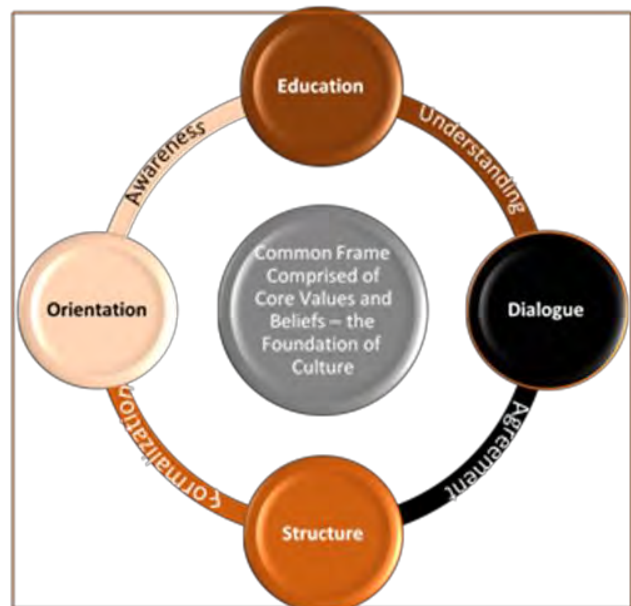 Education
Understanding
Awareness
Common Frame
Comprised of
Core Values and
Beliefs – the
Foundation of
Culture
Orientation
Dialogue
Formalization
Agreement
Structure